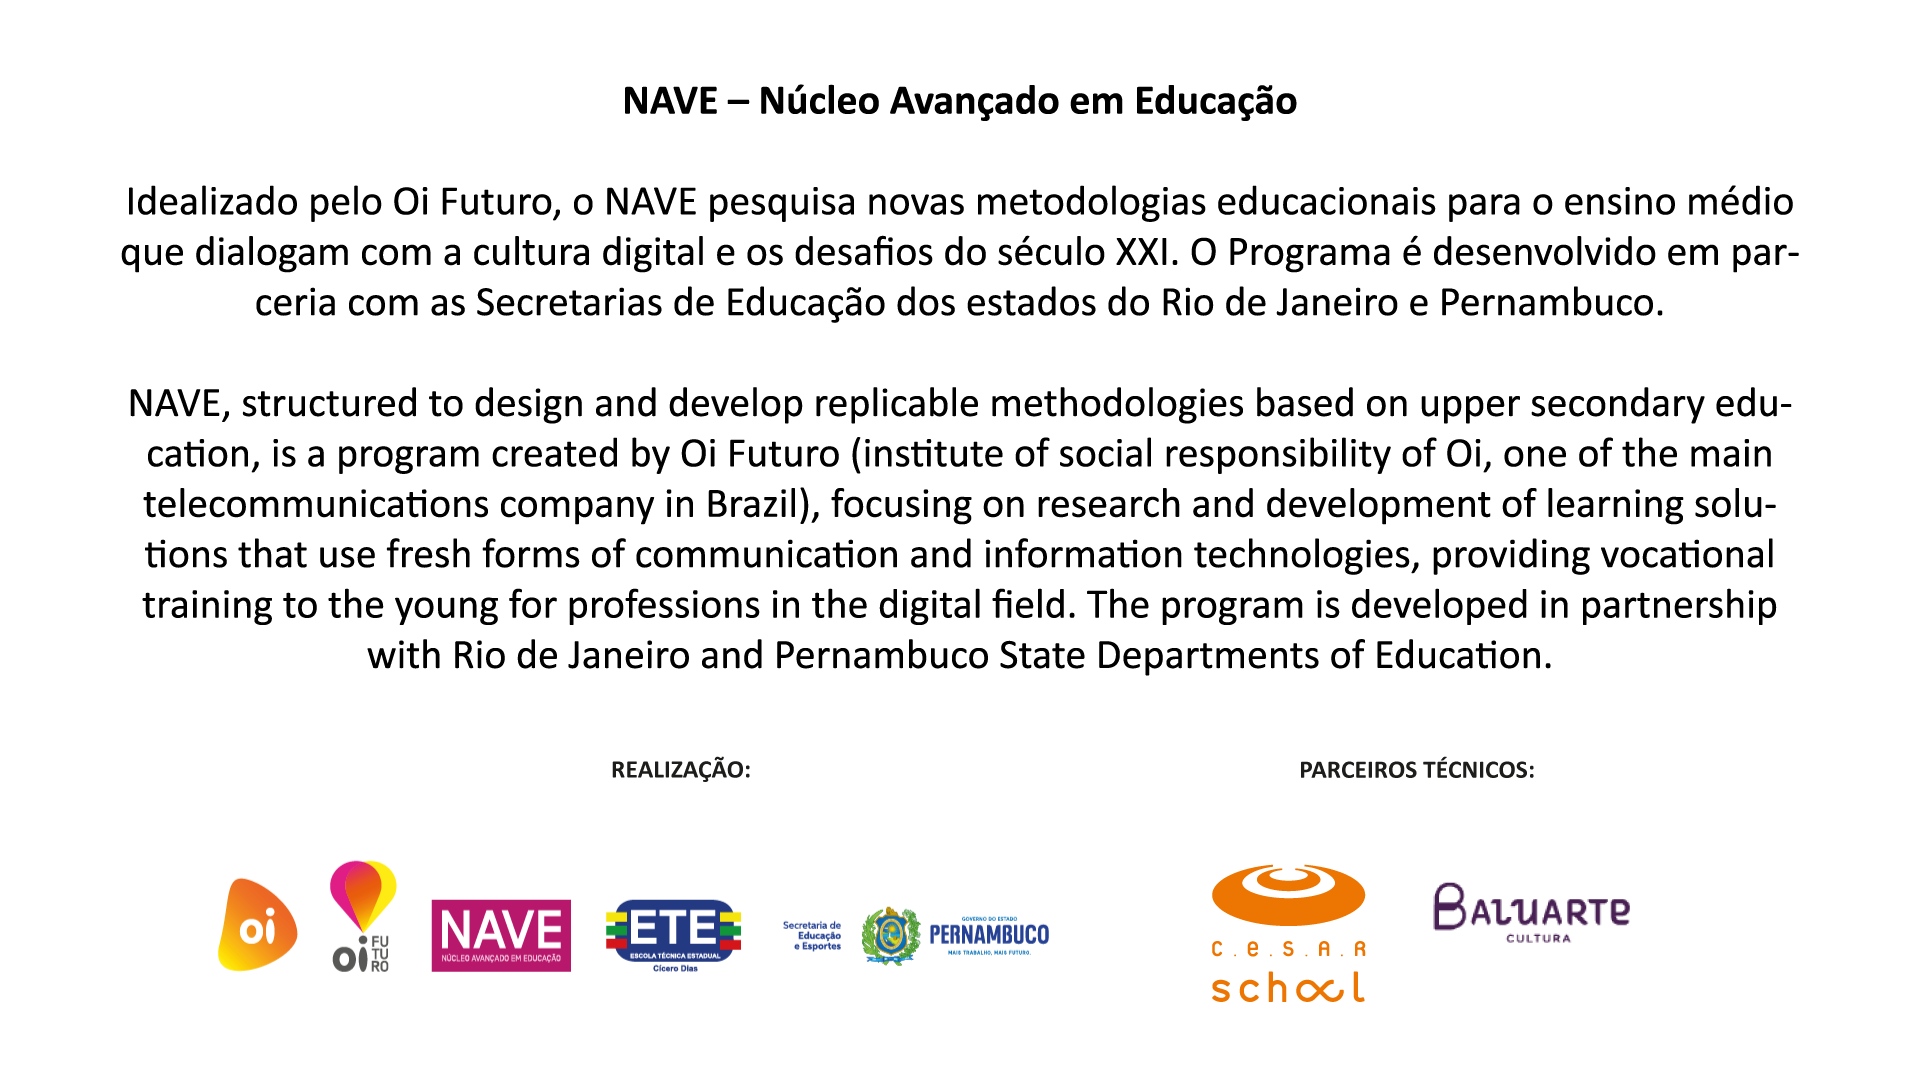 NAVE – Núcleo Avançado em Educação
Idealizado pelo Oi Futuro, o NAVE pesquisa novas metodologias educacionais para o ensino médio
que dialogam com a cultura digital e os desafios do século XXI. O Programa é desenvolvido em par-
ceria com as Secretarias de Educação dos estados do Rio de Janeiro e Pernambuco.
NAVE, structured to design and develop replicable methodologies based on upper secondary edu-
cation, is a program created by Oi Futuro (institute of social responsibility of Oi, one of the main
telecommunications company in Brazil), focusing on research and development of learning solu-
tions that use fresh forms of communication and information technologies, providing vocational
training to the young for professions in the digital field. The program is developed in partnership
with Rio de Janeiro and Pernambuco State Departments of Education.
REALIZAÇÃO:
oi
oi FU
TU
RO
NAVE
NÚCLEO AVANÇADO EM EDUCAÇÃO
ETE
ESCOLA TÉCNICA ESTADUAL
Cícero Dias
Secretaria de
Educação
e Esportes
GOVERNO DO ESTADO
PERNAMBUCO
MAIS TRABALHO, MAIS FUTURO.
PARCEIROS TÉCNICOS:
C.e.S.A.R
school
BALUARTE
CULTURA